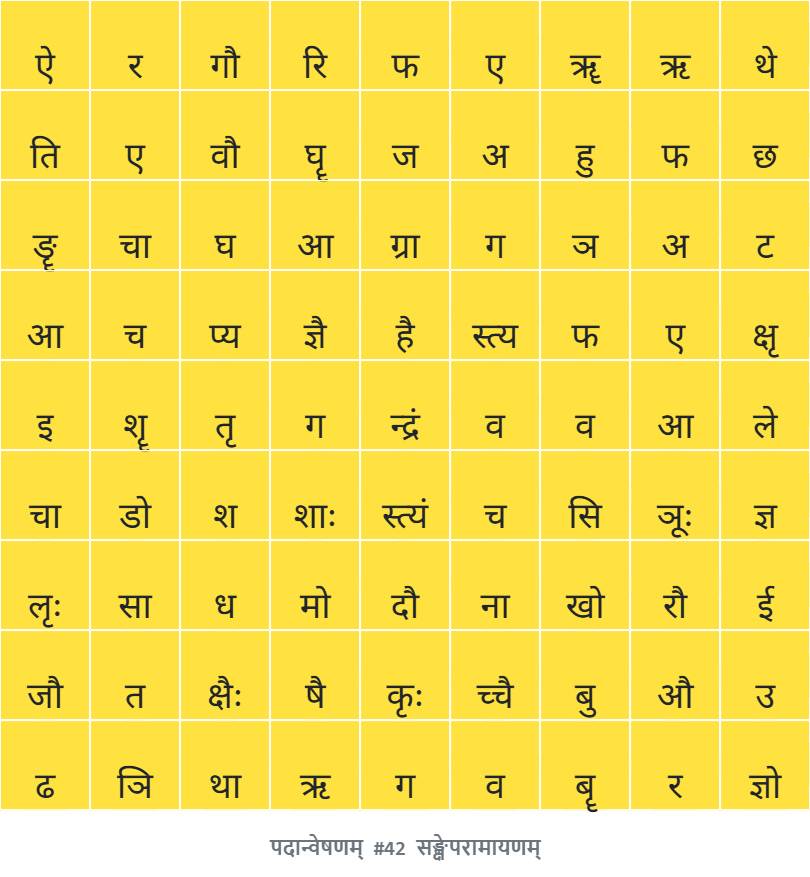 ऐ र गौ रि फ ए ॠ ऋ थे
ति ए वौ घॄ ज अ हु फ छ
ङॄ चा घ आ ग्रा ग ञ अ ट
आ च प्य ज्ञै है स्त्य फ ए क्षृ
इ शॄ तृ ग न्द्रं व व आ ले
चा डो श शाः स्त्यं च सि ञूः ज्ञ
लृः सा ध मो दौ ना खो रौ ई
जौ त क्षैः षै कृः च्चै बु औ उ
ढ ञि था ऋ ग व बॄ र ज्ञो
पदान्वेषणम् #42 सङ्क्षेपरामायणम्